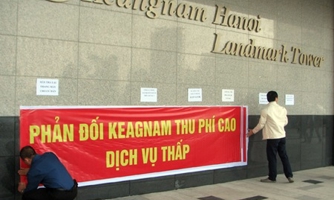 Keangnam Hanoi
Landmark Tower
PHẢN ĐỐI KEAGNAM THU PHÍ CAO
DỊCH VỤ THẤP